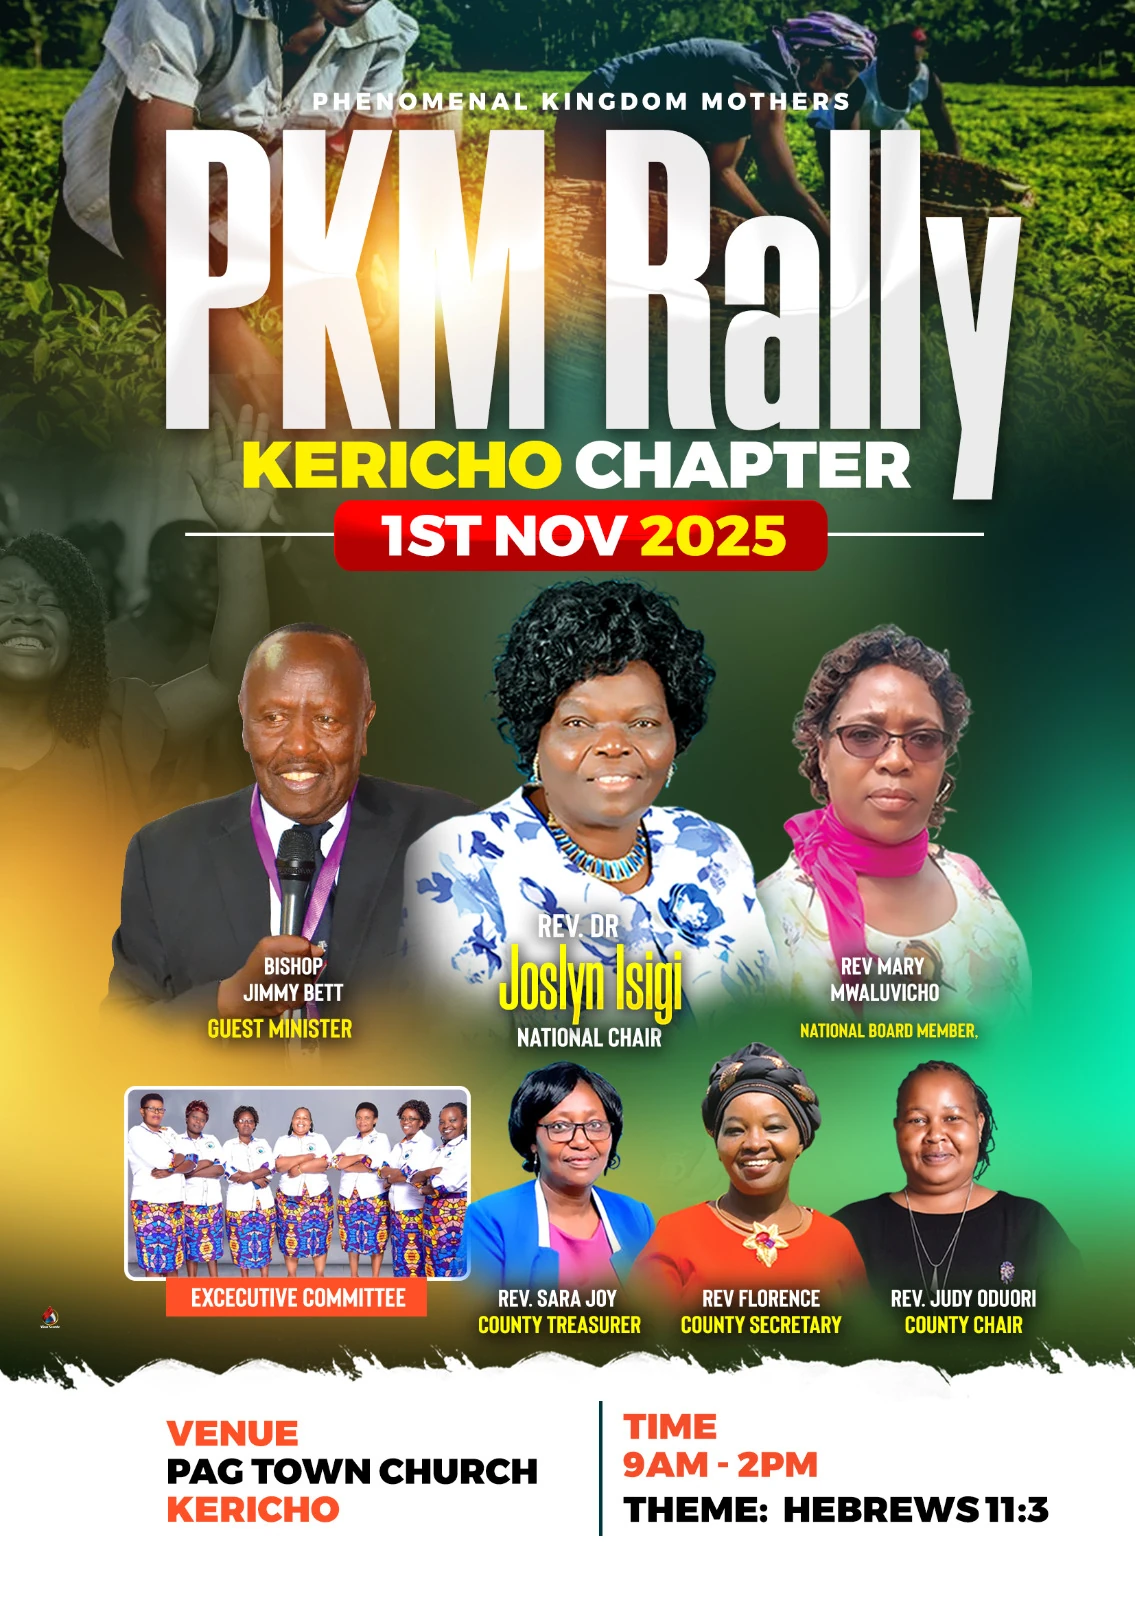 PHENOMENAL KINGDOM MOTHERS
PKM Rally
KERICHO CHAPTER
1ST NOV 2025
BISHOP
JIMMY BETT
GUEST MINISTER
REV. DR
Joslyn Isigi
NATIONAL CHAIR
REV MARY
MWALUVICHO
NATIONAL BOARD MEMBER,
EXCECUTIVE COMMITTEE
REV. SARA JOY
COUNTY TREASURER
REV FLORENCE
COUNTY SECRETARY
REV. JUDY ODUORI
COUNTY CHAIR
VENUE
PAG TOWN CHURCH
KERICHO
TIME
9AM - 2PM
THEME: HEBREWS 11:3